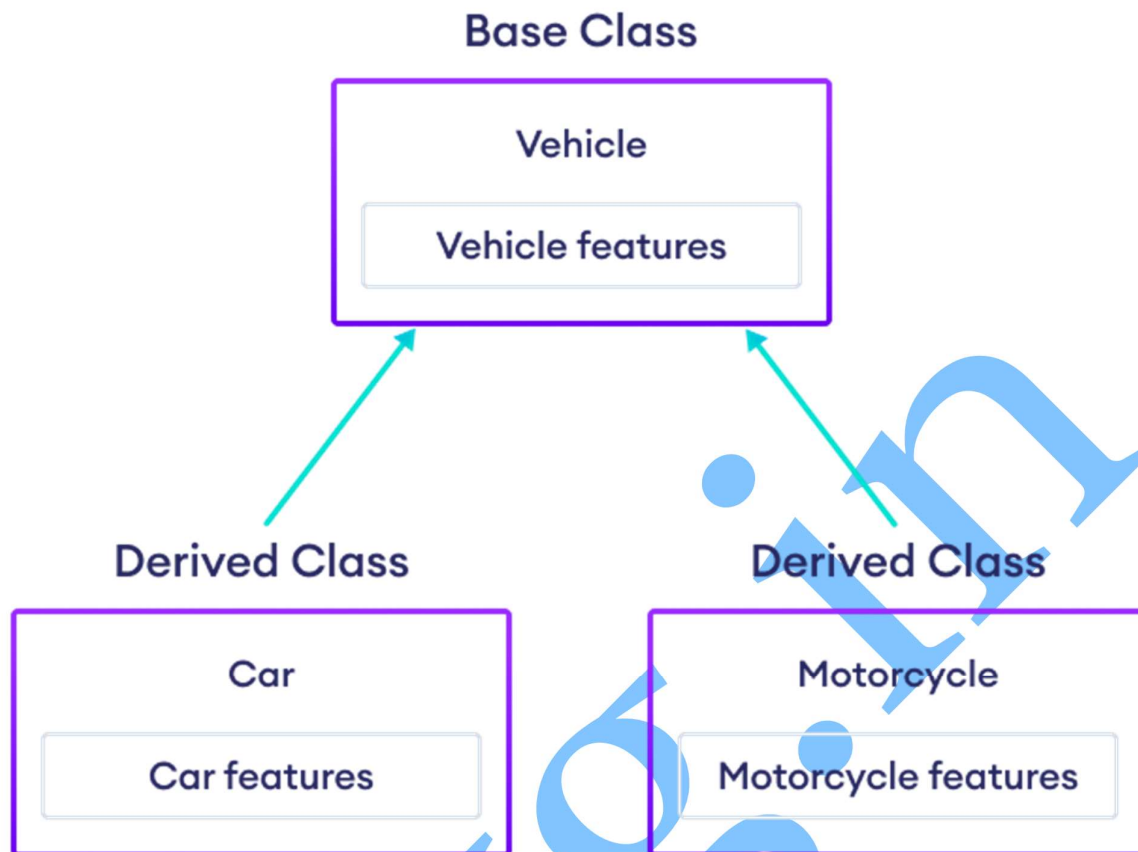 Base Class
Vehicle
Vehicle features
Derived Class
Derived Class
Car
Motorcycle
Car features
Motorcycle features